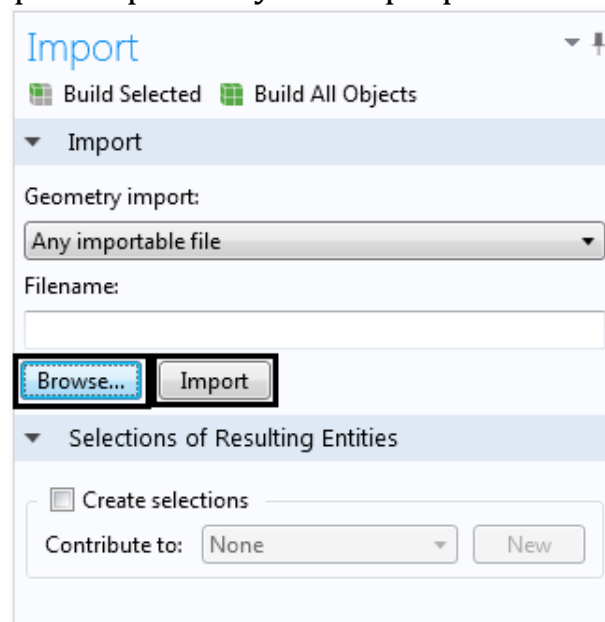 Import
Build Selected Build All Objects
Import
Geometry import:
Any importable file
Filename:
Browse... Import
Selections of Resulting Entities
Create selections
Contribute to: None New